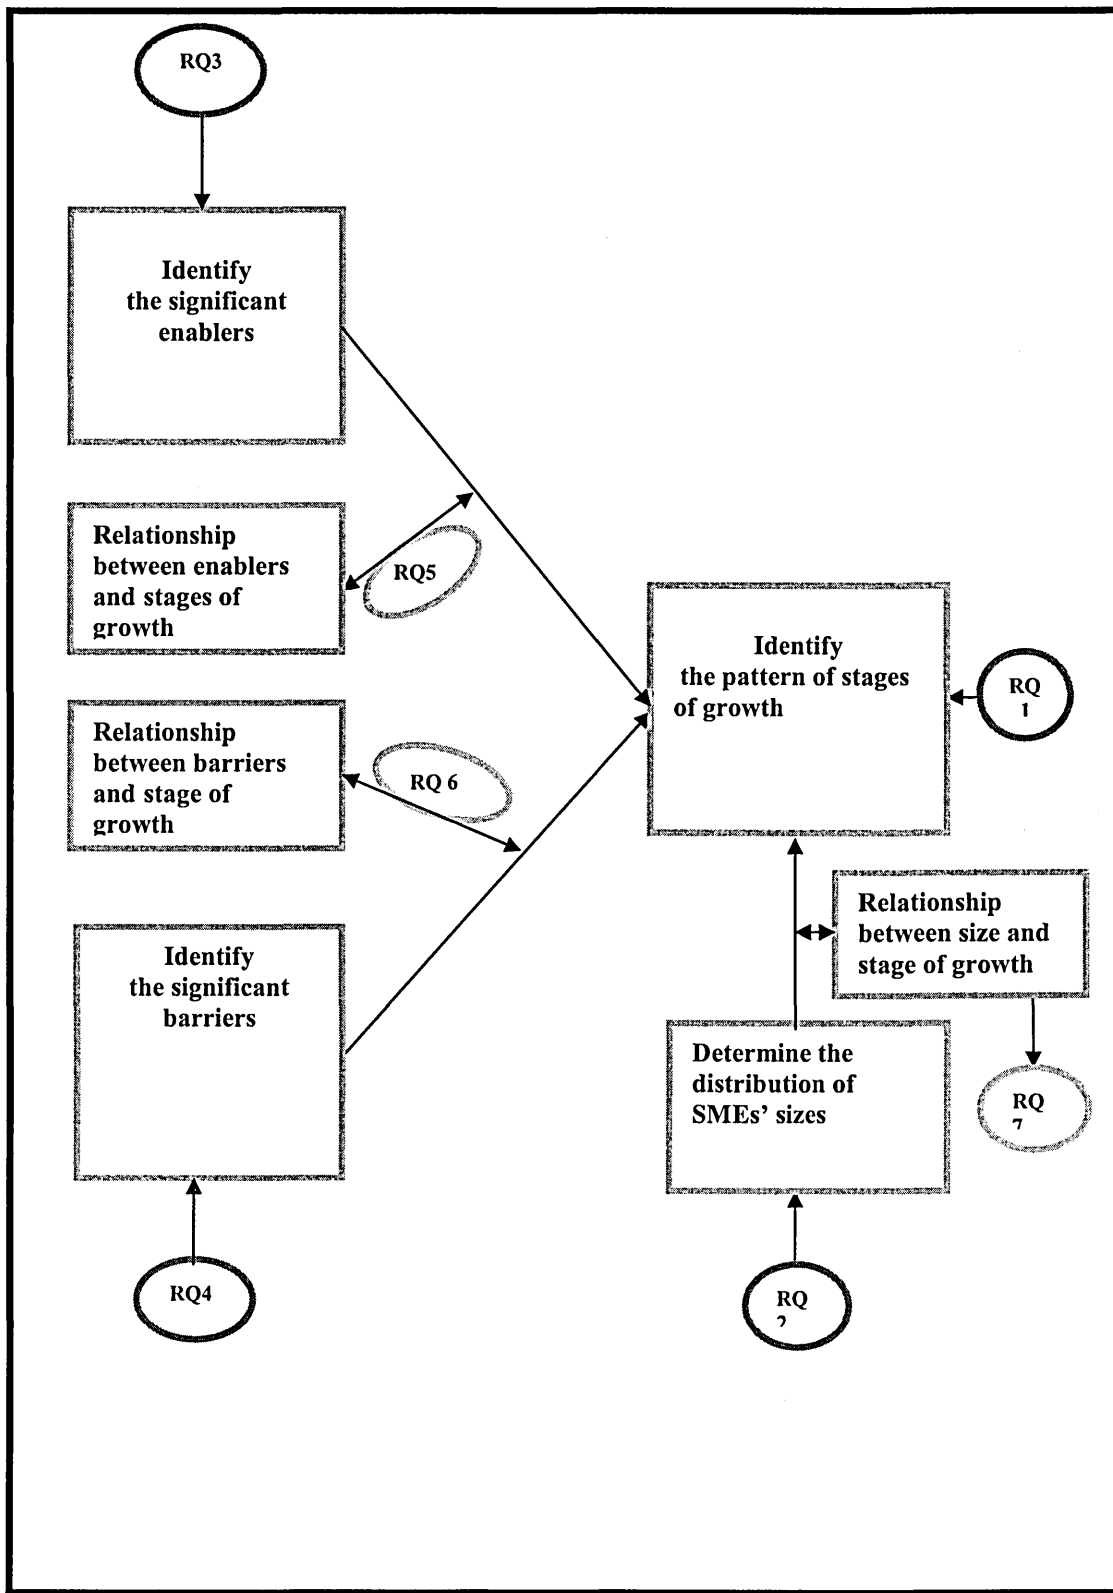 RQ3
Identify
the significant
enablers
Relationship
between enablers
and stages of
growth
RQ5
Relationship
between barriers
and stage of
growth
RQ 6
Identify
the significant
barriers
RQ4
Identify
the pattern of stages
of growth
RQ
1
Relationship
between size and
stage of growth
Determine the
distribution of
SMEs' sizes
RQ
7
RQ
2